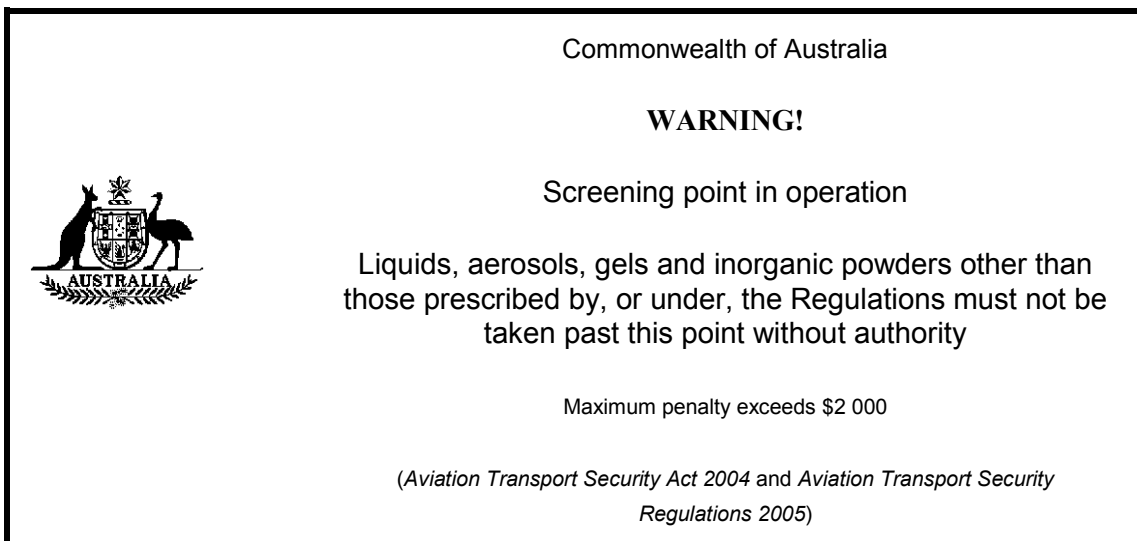 Commonwealth of Australia
WARNING!
Screening point in operation
Liquids, aerosols, gels and inorganic powders other than
those prescribed by, or under, the Regulations must not be
taken past this point without authority
AUSTRALIA
Maximum penalty exceeds $2 000
(Aviation Transport Security Act 2004 and Aviation Transport Security
Regulations 2005)